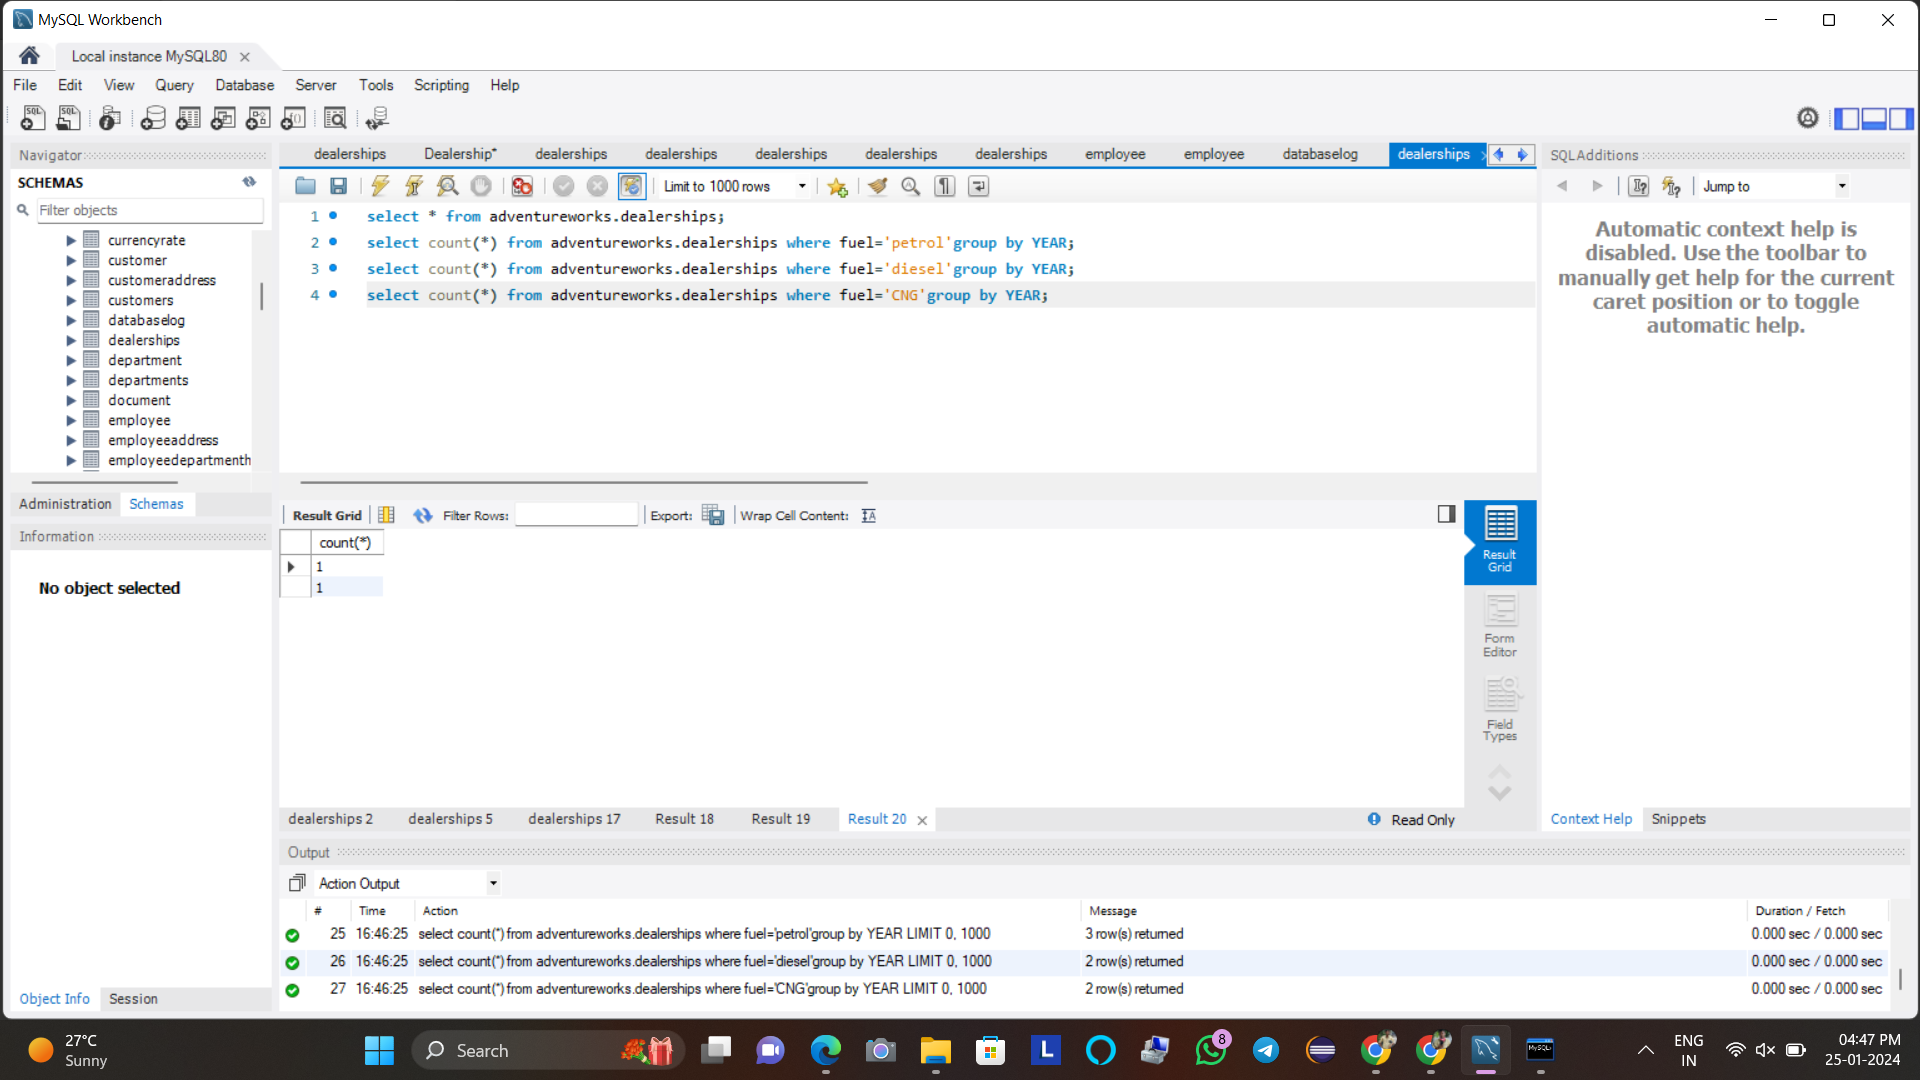 MySQL Workbench
Local instance MySQL80
File Edit View Query Database Server Tools Scripting Help
Navigator
SCHEMAS
Filter objects
currencyrate
customer
customeraddress
customers
databaselog
dealerships
department
departments
document
employee
employeeaddress
employeedepartmenth
Administration Schemas
Information
No object selected
Object Info Session
dealerships Dealership* dealerships dealerships dealerships dealerships dealerships employee employee databaselog dealerships
Limit to 1000 rows
1 select * from adventureworks.dealerships;
2 select count(*) from adventureworks.dealerships where fuel='petrol'group by YEAR;
3 select count(*) from adventureworks.dealerships where fuel='diesel'group by YEAR;
4 select count(*) from adventureworks.dealerships where fuel='CNG'group by YEAR;
Result Grid Filter Rows: Export: Wrap Cell Content:
count(*)
1
1
Result
Grid
Form
Editor
Field
Types
dealerships 2 dealerships 5 dealerships 17 Result 18 Result 19 Result 20 Read Only
SQLAdditions
Jump to
Automatic context help is
disabled. Use the toolbar to
manually get help for the current
caret position or to toggle
automatic help.
Context Help Snippets
Output
Action Output
# Time Action Message Duration / Fetch
25 16:46:25 select count(*) from adventureworks.dealerships where fuel='petrol'group by YEAR LIMIT 0, 1000 3 row(s) returned 0.000 sec / 0.000 sec
26 16:46:25 select count(*) from adventureworks.dealerships where fuel='diesel'group by YEAR LIMIT 0, 1000 2 row(s) returned 0.000 sec / 0.000 sec
27 16:46:25 select count(*) from adventureworks.dealerships where fuel='CNG'group by YEAR LIMIT 0, 1000 2 row(s) returned 0.000 sec / 0.000 sec
27°C
Sunny
Search
L
8
ENG
IN
04:47 PM
25-01-2024